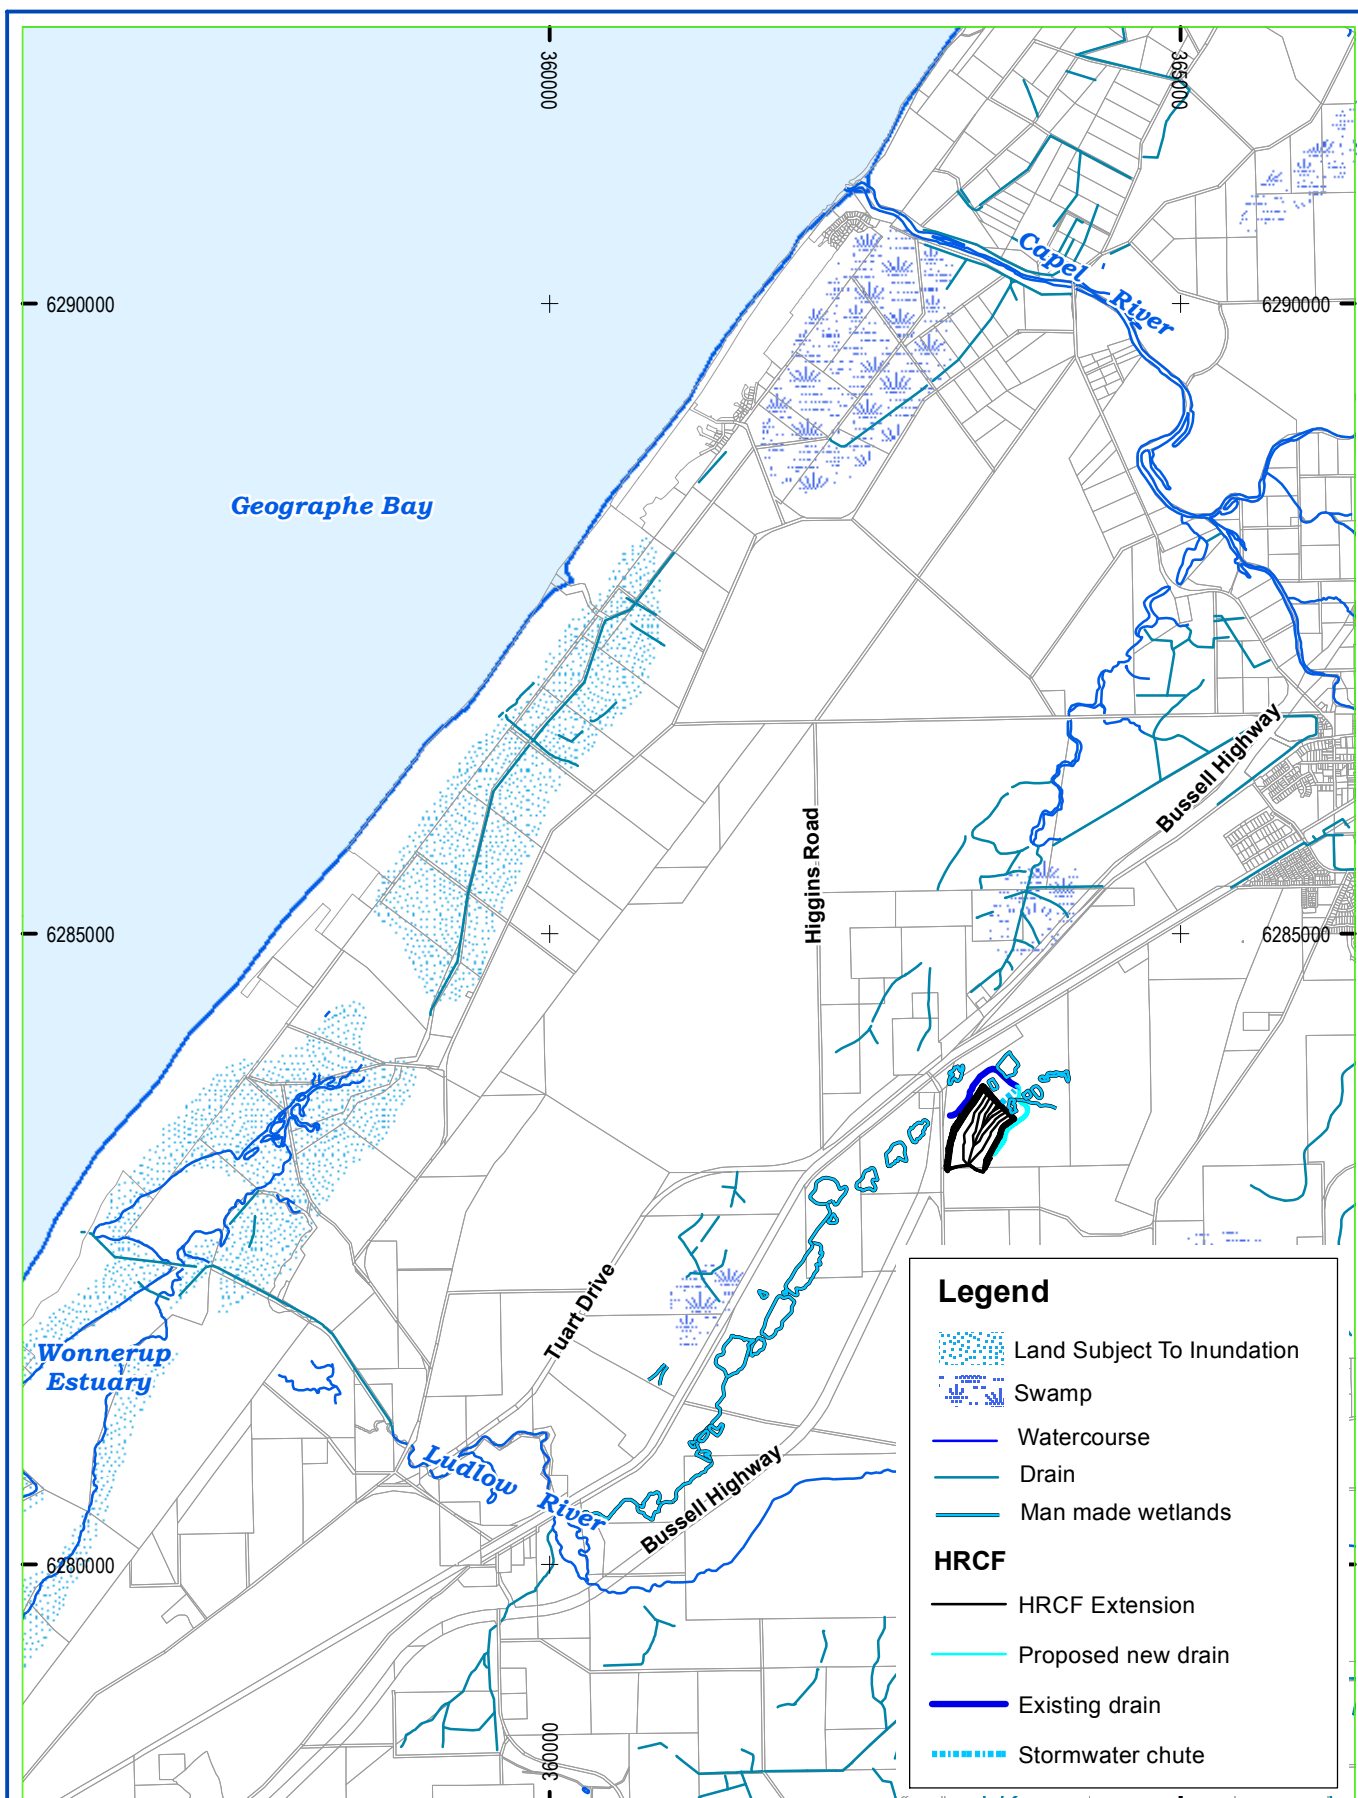 360000
365000
Capel River
6290000
6290000
Geographe Bay
Bussell Highway
Higgins Road
6285000
6285000
Tuart Drive
Wonnerup
Estuary
Ludlow River
Bussell Highway
6280000
360000
Legend
Land Subject To Inundation
Swamp
Watercourse
Drain
Man made wetlands
HRCF
HRCF Extension
Proposed new drain
Existing drain
Stormwater chute